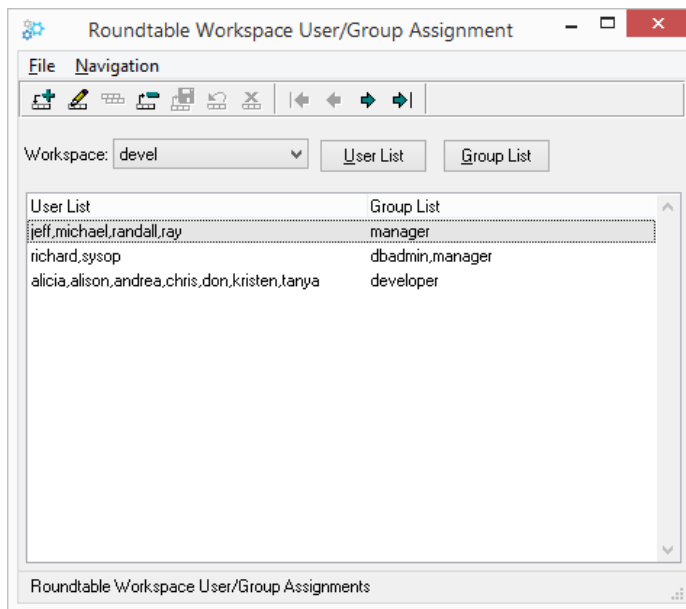 Roundtable Workspace User/Group Assignment
File Navigation
Workspace: devel User List Group List
User List Group List
jeff,michael,randall,ray manager
richard,sysop dbadmin,manager
alicia,alison,andrea,chris,don,kristen,tanya developer
Roundtable Workspace User/Group Assignments